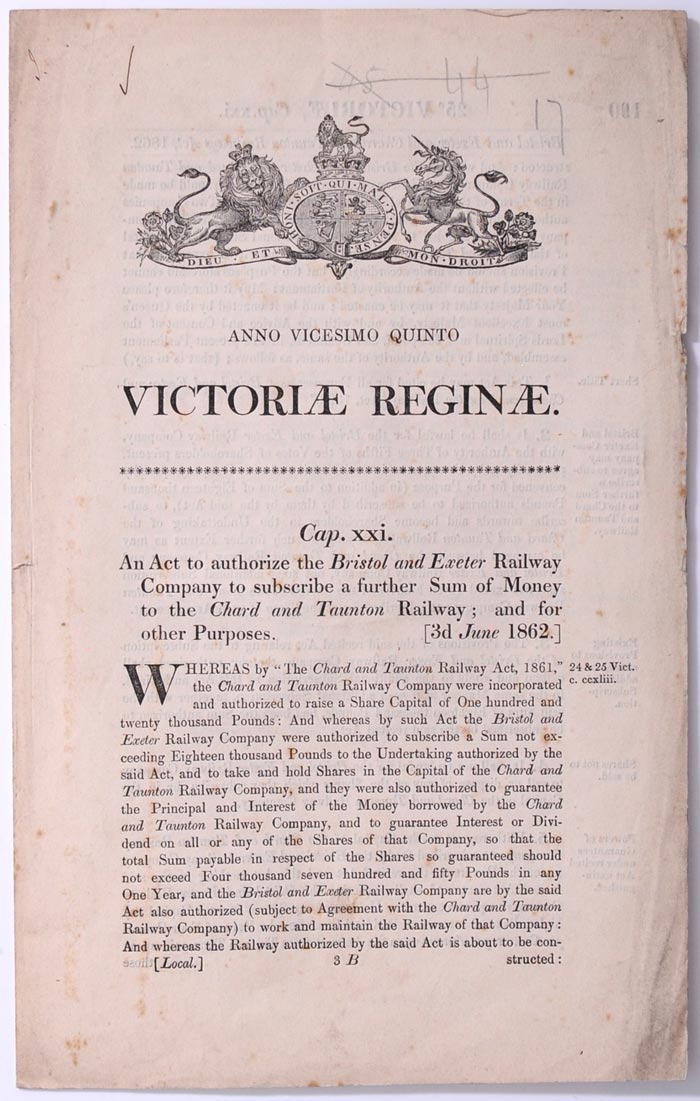 44
17
HONI·SOIT·QUI·MAL·Y·PENSE
DIEU·ET·MON·DROIT
ANNO VICESIMO QUINTO
VICTORIÆ REGINÆ.
Cap. xxi.
An Act to authorize the Bristol and Exeter Railway
Company to subscribe a further Sum of Money
to the Chard and Taunton Railway; and for
other Purposes. [3d June 1862.]
WHEREAS by "The Chard and Taunton Railway Act, 1861," 24 & 25 Vict.
the Chard and Taunton Railway Company were incorporated c. ccxliii.
and authorized to raise a Share Capital of One hundred and
twenty thousand Pounds: And whereas by such Act the Bristol and
Exeter Railway Company were authorized to subscribe a Sum not ex-
ceeding Eighteen thousand Pounds to the Undertaking authorized by the
said Act, and to take and hold Shares in the Capital of the Chard and
Taunton Railway Company, and they were also authorized to guarantee
the Principal and Interest of the Money borrowed by the Chard
and Taunton Railway Company, and to guarantee Interest or Divi-
dend on all or any of the Shares of that Company, so that the
total Sum payable in respect of the Shares so guaranteed should
not exceed Four thousand seven hundred and fifty Pounds in any
One Year, and the Bristol and Exeter Railway Company are by the said
Act also authorized (subject to Agreement with the Chard and Taunton
Railway Company) to work and maintain the Railway of that Company:
And whereas the Railway authorized by the said Act is about to be con-
[Local.] 3 B structed: